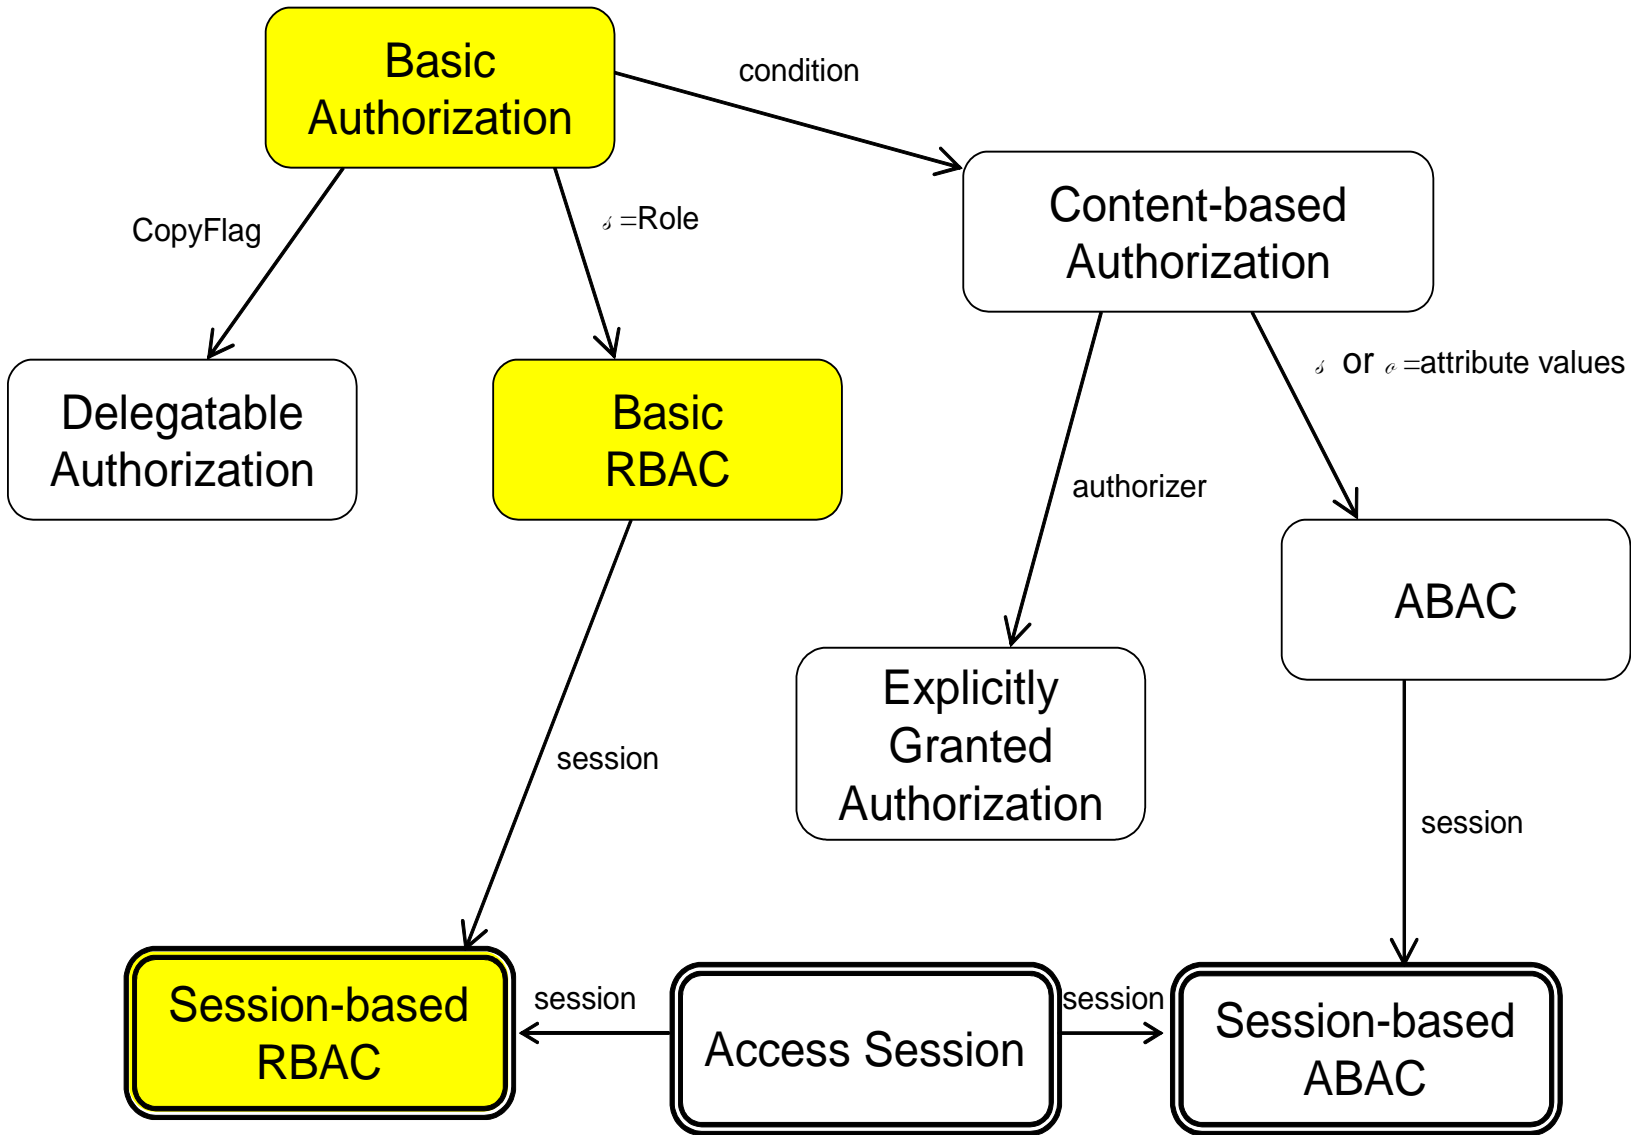 Basic
Authorization
condition
Content-based
Authorization
CopyFlag
𝓈 =Role
Delegatable
Authorization
Basic
RBAC
𝓈 or ℴ =attribute values
authorizer
ABAC
Explicitly
Granted
Authorization
session
session
Session-based
RBAC
session
Access Session
session
Session-based
ABAC